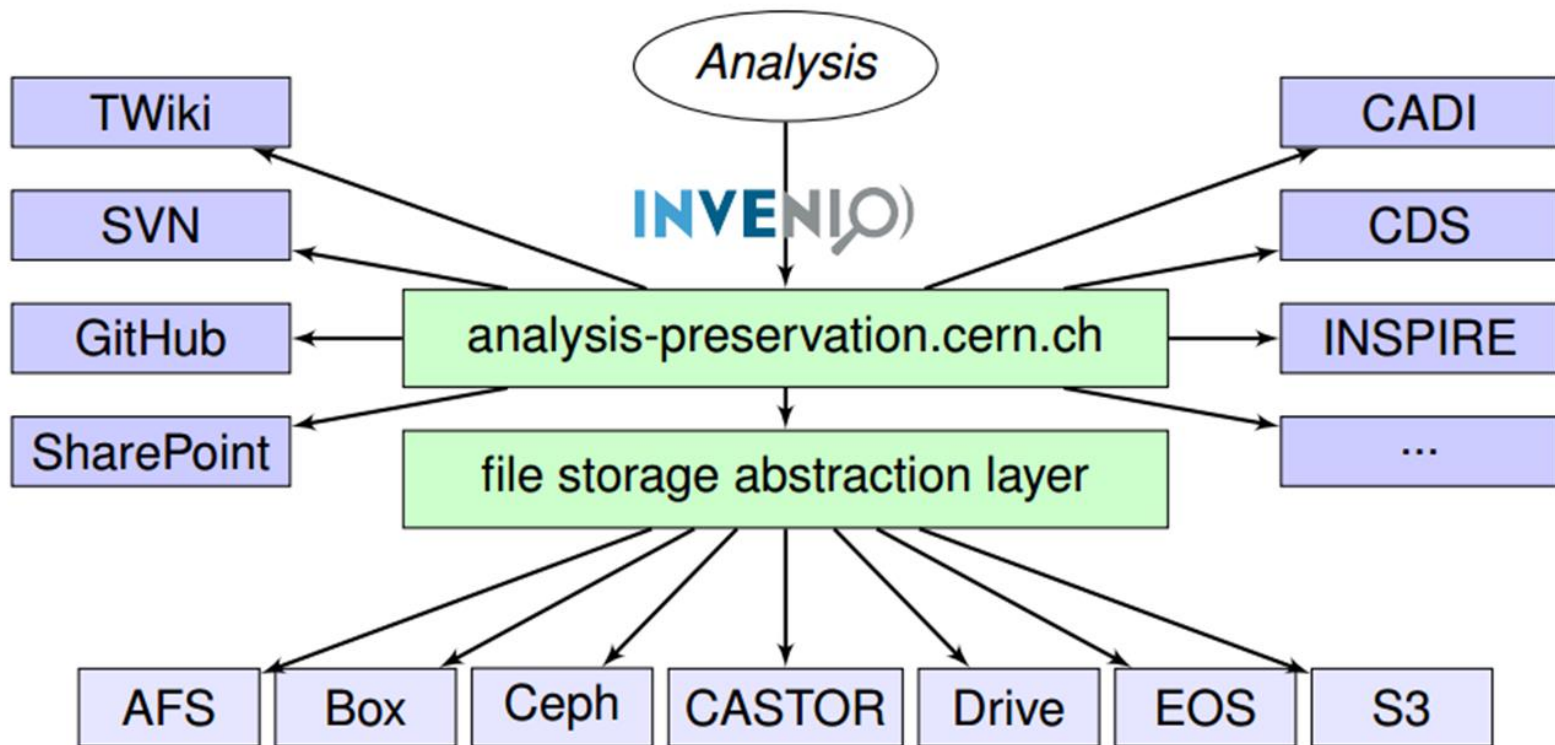 Analysis
TWiki
CADI
INVENIO
SVN
CDS
GitHub
analysis-preservation.cern.ch
INSPIRE
SharePoint
file storage abstraction layer
...
AFS
Box
Ceph
CASTOR
Drive
EOS
S3